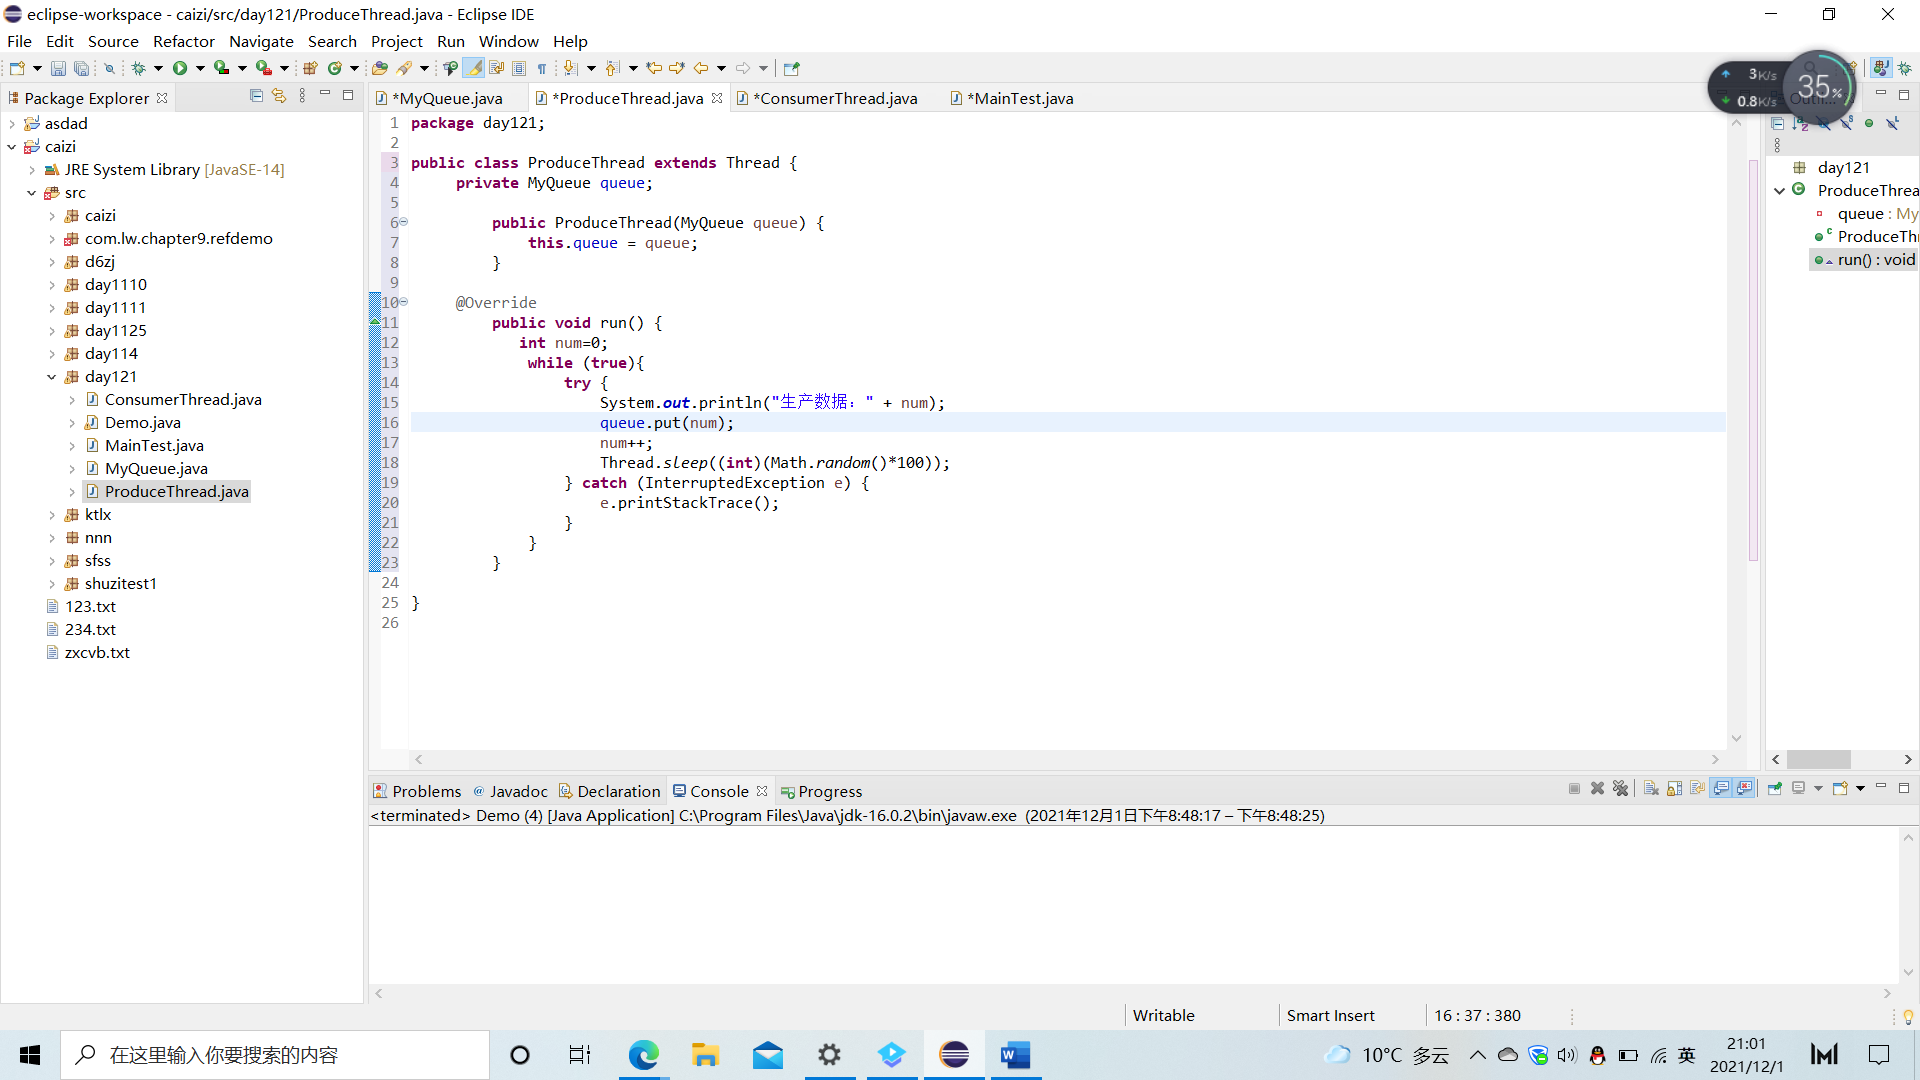 eclipse-workspace - caizi/src/day121/ProduceThread.java - Eclipse IDE
File Edit Source Refactor Navigate Search Project Run Window Help
3K/s
0.8K/s
35%
Package Explorer
*MyQueue.java
*ProduceThread.java
*ConsumerThread.java
*MainTest.java
asdad
caizi
JRE System Library [JavaSE-14]
src
caizi
com.lw.chapter9.refdemo
d6zj
day1110
day1111
day1125
day114
day121
ConsumerThread.java
Demo.java
MainTest.java
MyQueue.java
ProduceThread.java
ktlx
nnn
sfss
shuzitest1
123.txt
234.txt
zxcvb.txt
1 package day121;
2
3 public class ProduceThread extends Thread {
4 private MyQueue queue;
5
6 public ProduceThread(MyQueue queue) {
7 this.queue = queue;
8 }
9
10 @Override
11 public void run() {
12 int num=0;
13 while (true){
14 try {
15 System.out.println("生产数据：" + num);
16 queue.put(num);
17 num++;
18 Thread.sleep((int)(Math.random()*100));
19 } catch (InterruptedException e) {
20 e.printStackTrace();
21 }
22 }
23 }
24
25 }
26
day121
ProduceThrea
queue : My
ProduceThr
run() : void
Problems @ Javadoc Declaration Console Progress
<terminated> Demo (4) [Java Application] C:\Program Files\Java\jdk-16.0.2\bin\javaw.exe (2021年12月1日下午8:48:17 – 下午8:48:25)
Writable
Smart Insert
16 : 37 : 380
在这里输入你要搜索的内容
10°C 多云
英
21:01
2021/12/1